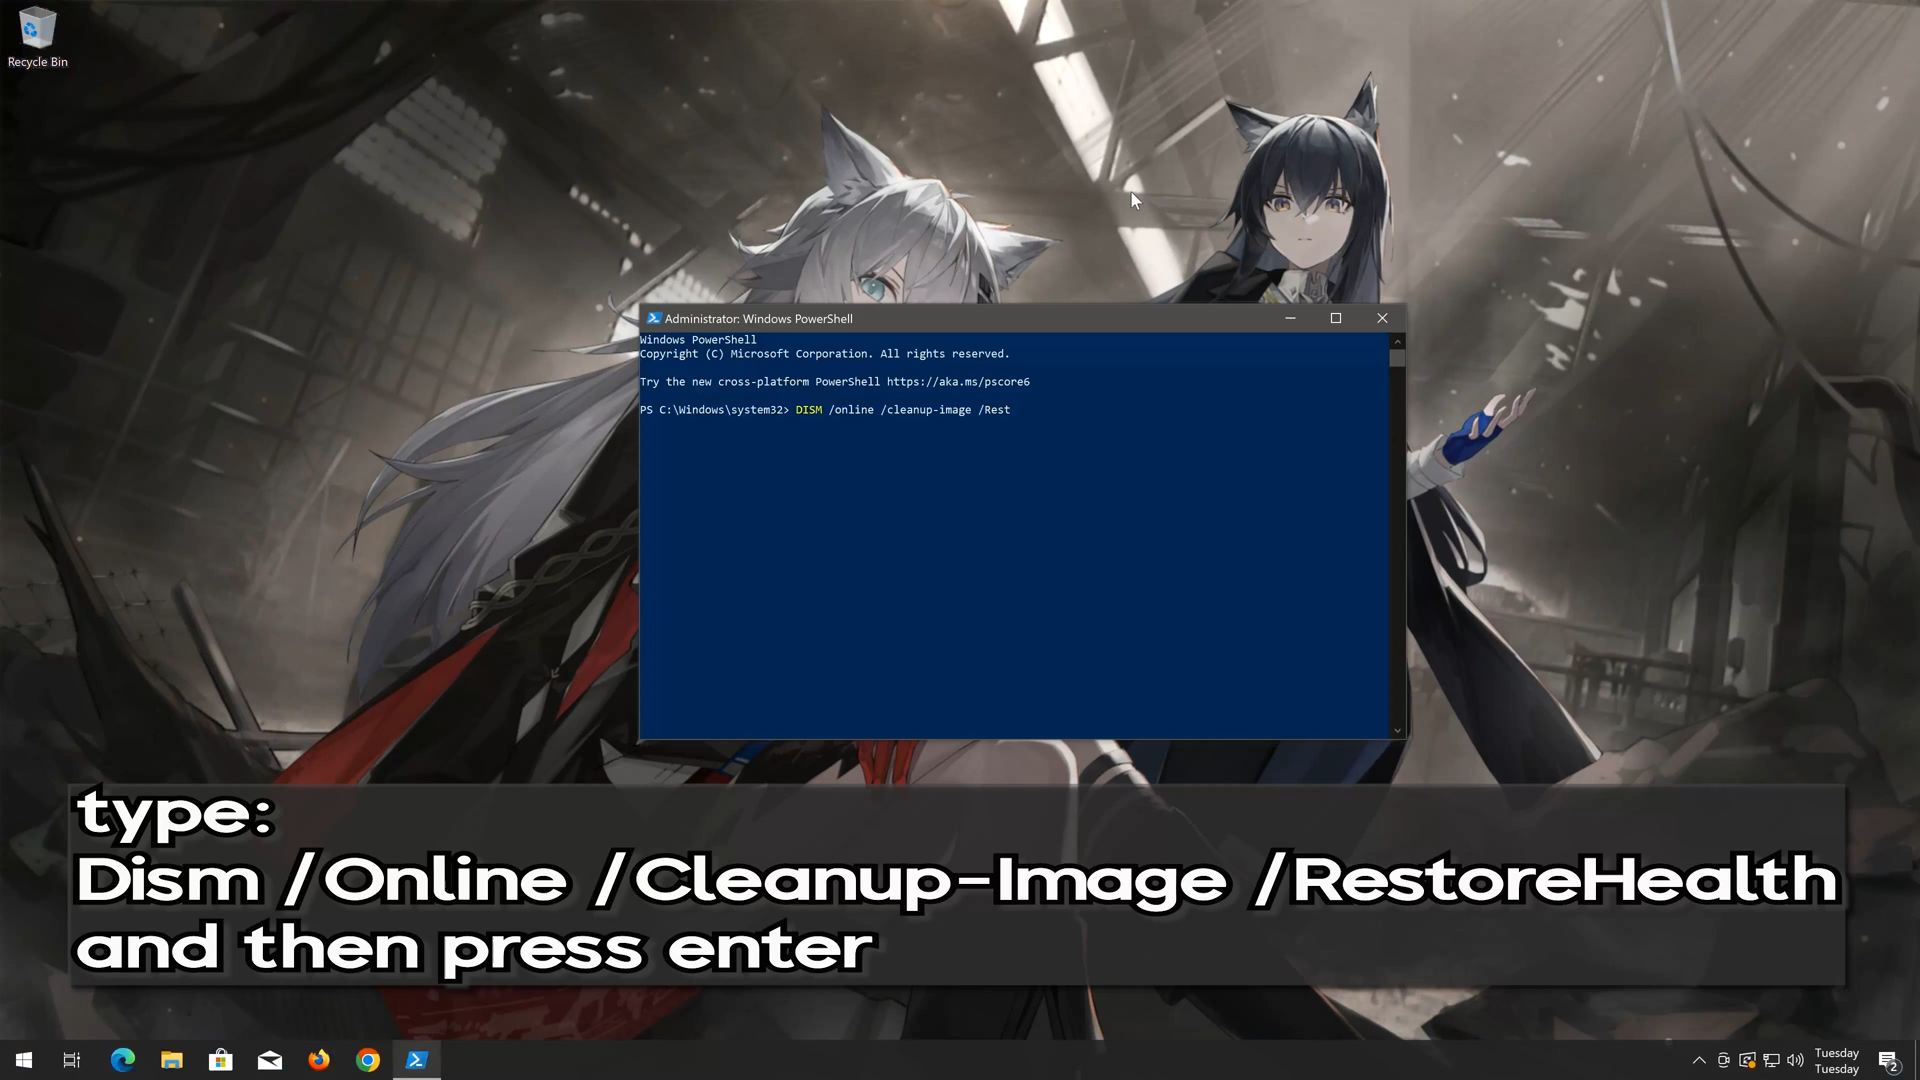 Recycle Bin
Administrator: Windows PowerShell
Windows PowerShell
Copyright (C) Microsoft Corporation. All rights reserved.
Try the new cross-platform PowerShell https://aka.ms/pscore6
PS C:\Windows\system32> DISM /online /cleanup-image /Rest
type:
Dism /Online /Cleanup-Image /RestoreHealth
and then press enter
Tuesday
Tuesday
2